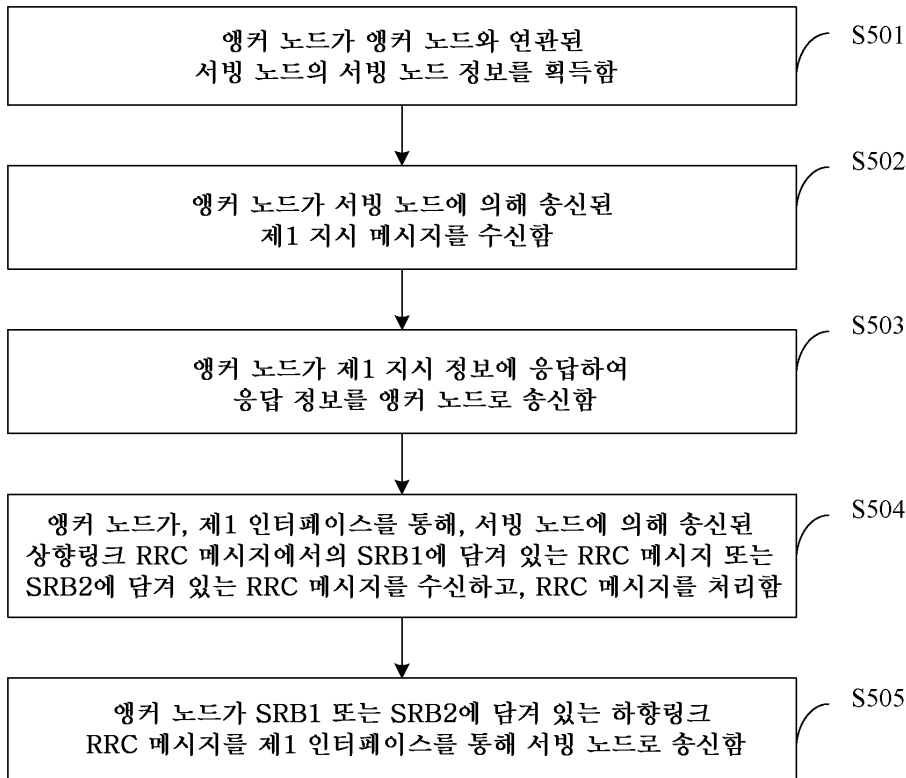 앵커 노드가 앵커 노드와 연관된
서빙 노드의 서빙 노드 정보를 획득함
S501
앵커 노드가 서빙 노드에 의해 송신된
제1 지시 메시지를 수신함
S502
앵커 노드가 제1 지시 정보에 응답하여
응답 정보를 앵커 노드로 송신함
S503
앵커 노드가, 제1 인터페이스를 통해, 서빙 노드에 의해 송신된
상향링크 RRC 메시지에서의 SRB1에 담겨 있는 RRC 메시지 또는
SRB2에 담겨 있는 RRC 메시지를 수신하고, RRC 메시지를 처리함
S504
앵커 노드가 SRB1 또는 SRB2에 담겨 있는 하향링크
RRC 메시지를 제1 인터페이스를 통해 서빙 노드로 송신함
S505